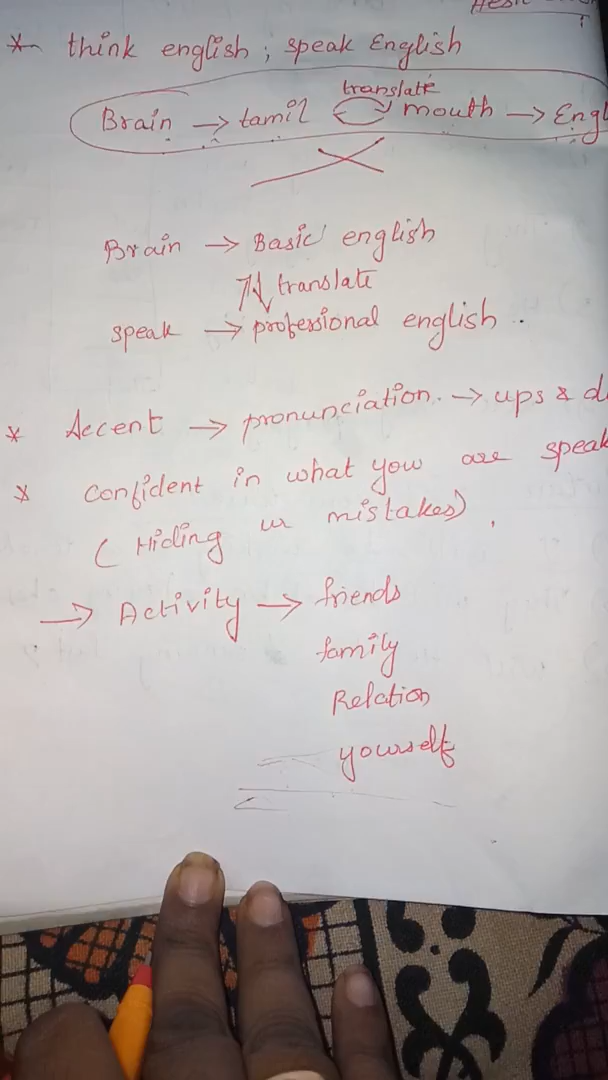 * think english ; speak English
translate
Brain → tamil mouth → Engl
Brain → Basic english
translate
speak → professional english .
* Accent → pronunciation. → ups & d
* confident in what you are speak
( Hiding ur mistakes) .
→ Activity → friends
family
Relation
yourself